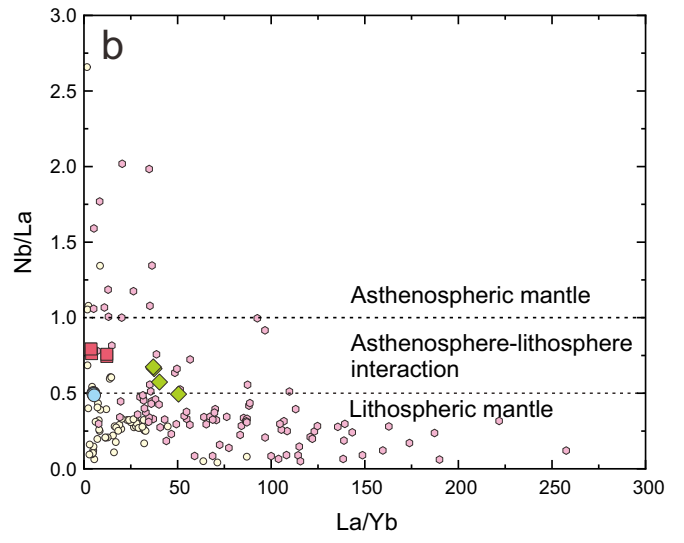 b
3.0
2.5
2.0
1.5
1.0
0.5
0.0
Nb/La
Asthenospheric mantle
Asthenosphere-lithosphere
interaction
Lithospheric mantle
0 50 100 150 200 250 300
La/Yb